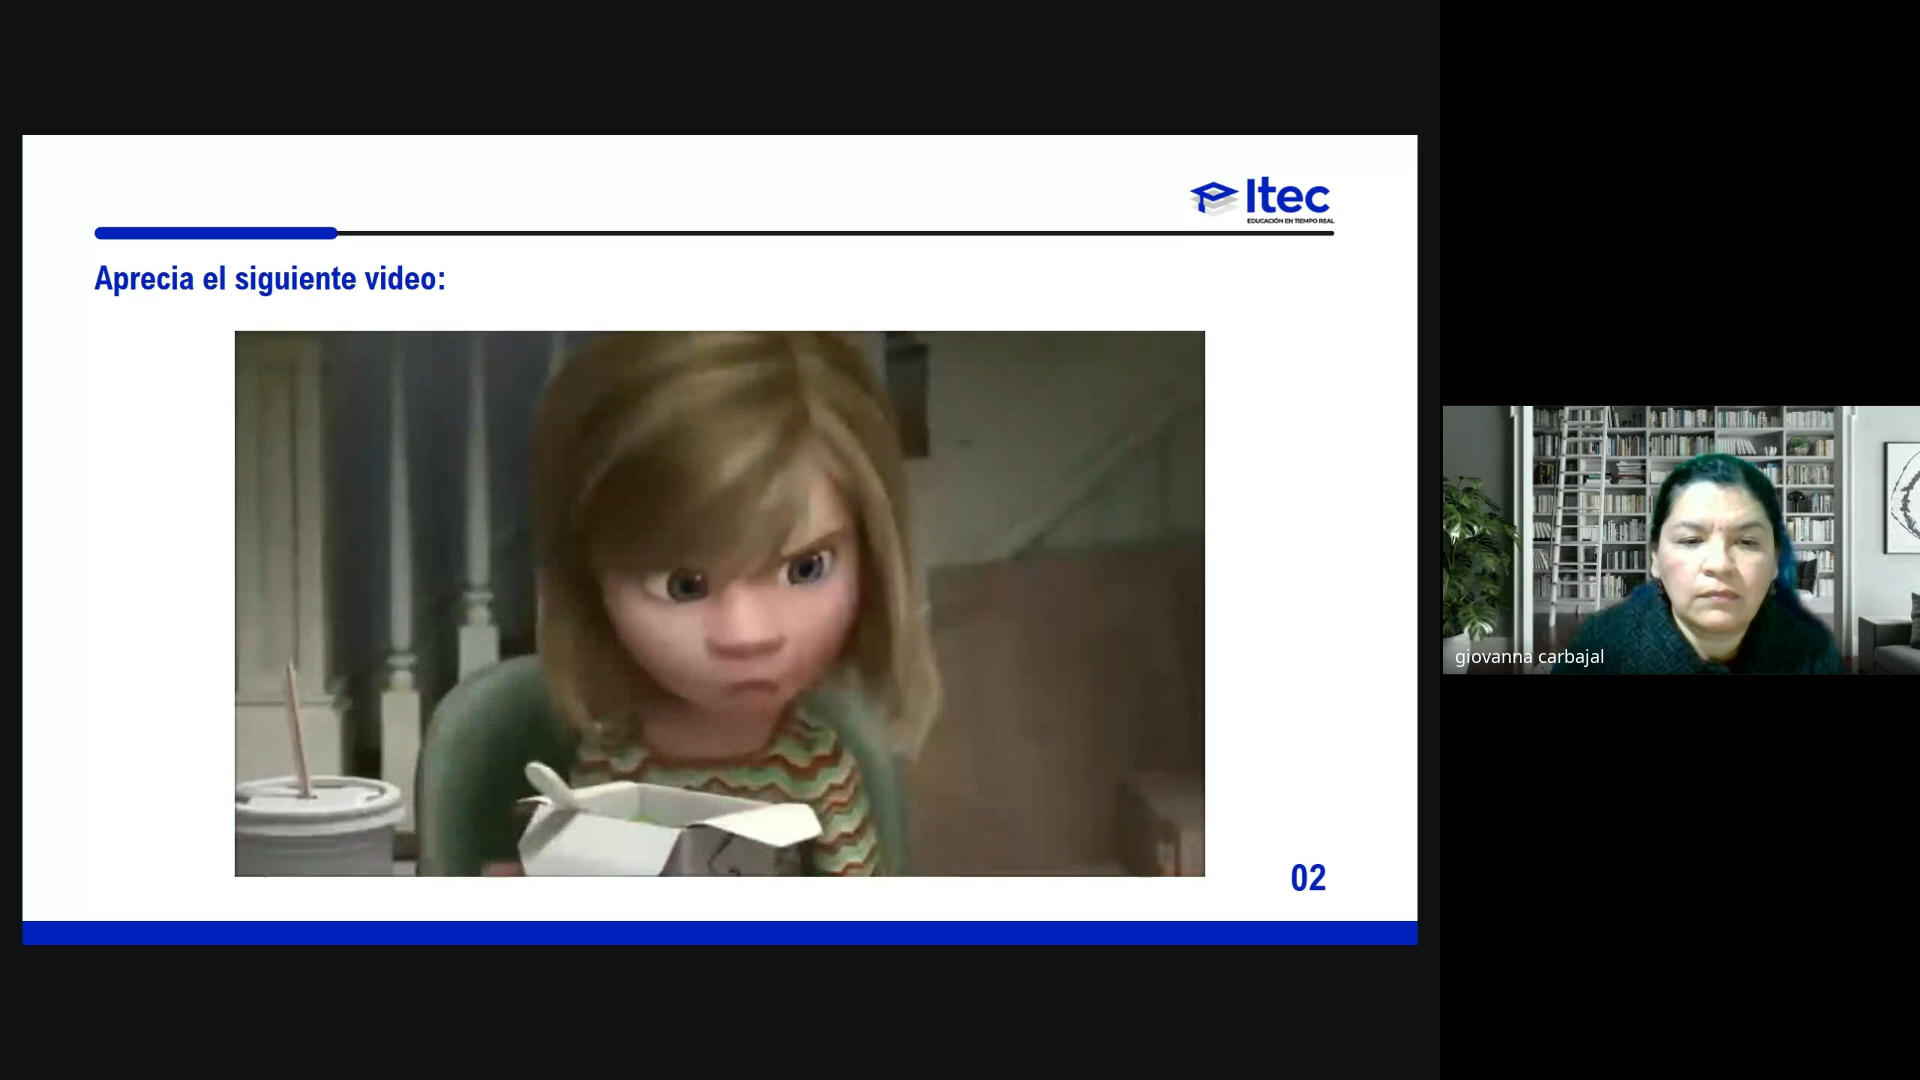 Itec
EDUCACIÓN EN TIEMPO REAL
Aprecia el siguiente video:
02
giovanna carbajal